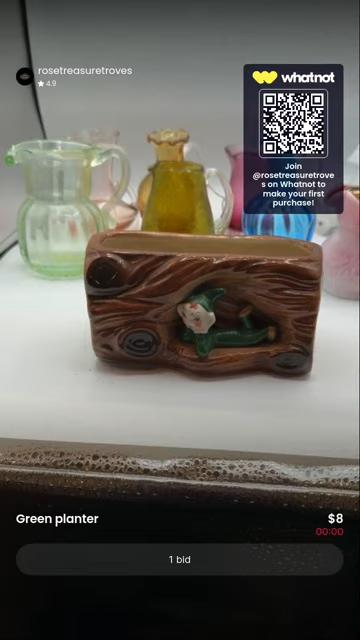 rosetreasuretroves
★ 4.9
whatnot
Join
@rosetreasuretrove
s on Whatnot to
make your first
purchase!
Green planter
$8
00:00
1 bid